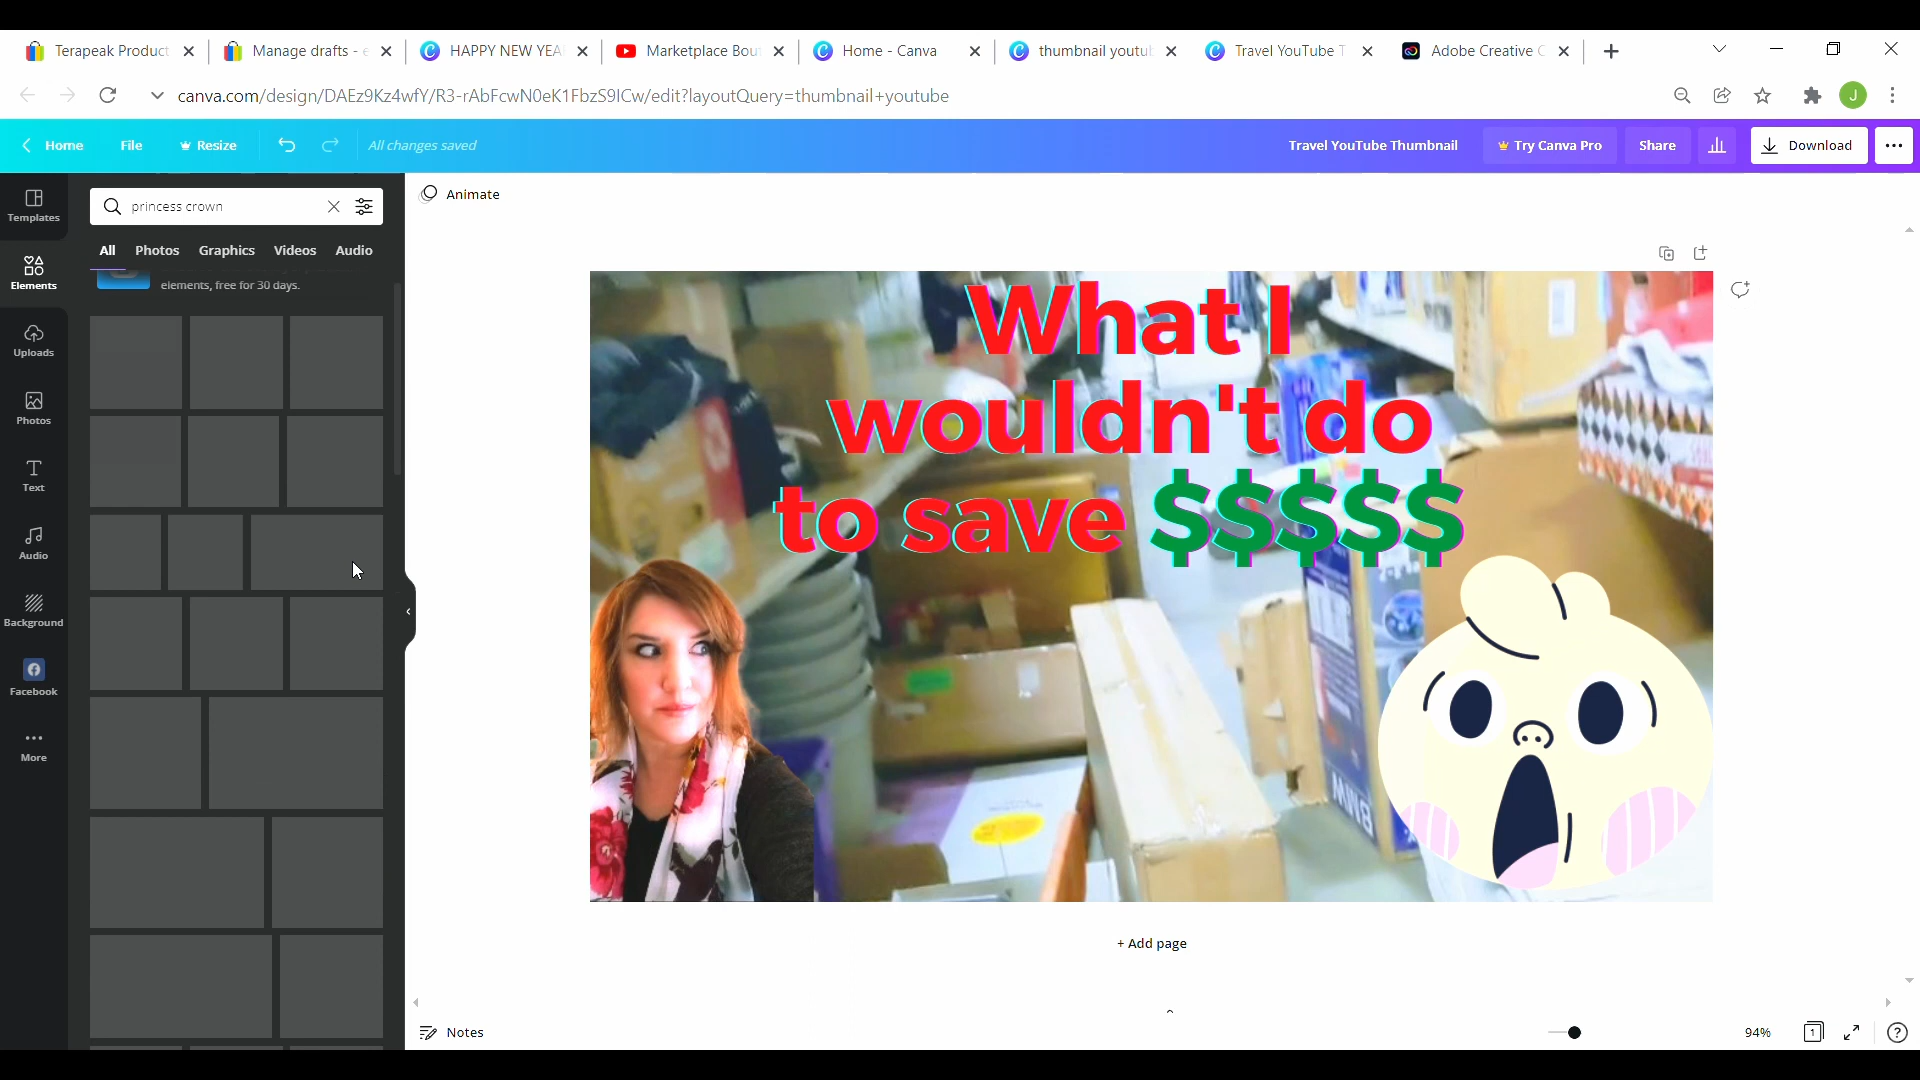 Terapeak Product
Manage drafts - e
HAPPY NEW YEA
Marketplace Bou
Home - Canva
thumbnail youtub
Travel YouTube T
Adobe Creative C
canva.com/design/DAEz9Kz4wfY/R3-rAbFcwN0eK1FbzS9ICw/edit?layoutQuery=thumbnail+youtube
J
Home
File
Resize
All changes saved
Travel YouTube Thumbnail
Try Canva Pro
Share
Download
Templates
Elements
Uploads
Photos
Text
Audio
Background
Facebook
More
princess crown
All
Photos
Graphics
Videos
Audio
elements, free for 30 days.
Animate
What I
wouldn't do
to save $$$$$
BMW
+ Add page
Notes
94%
1
?